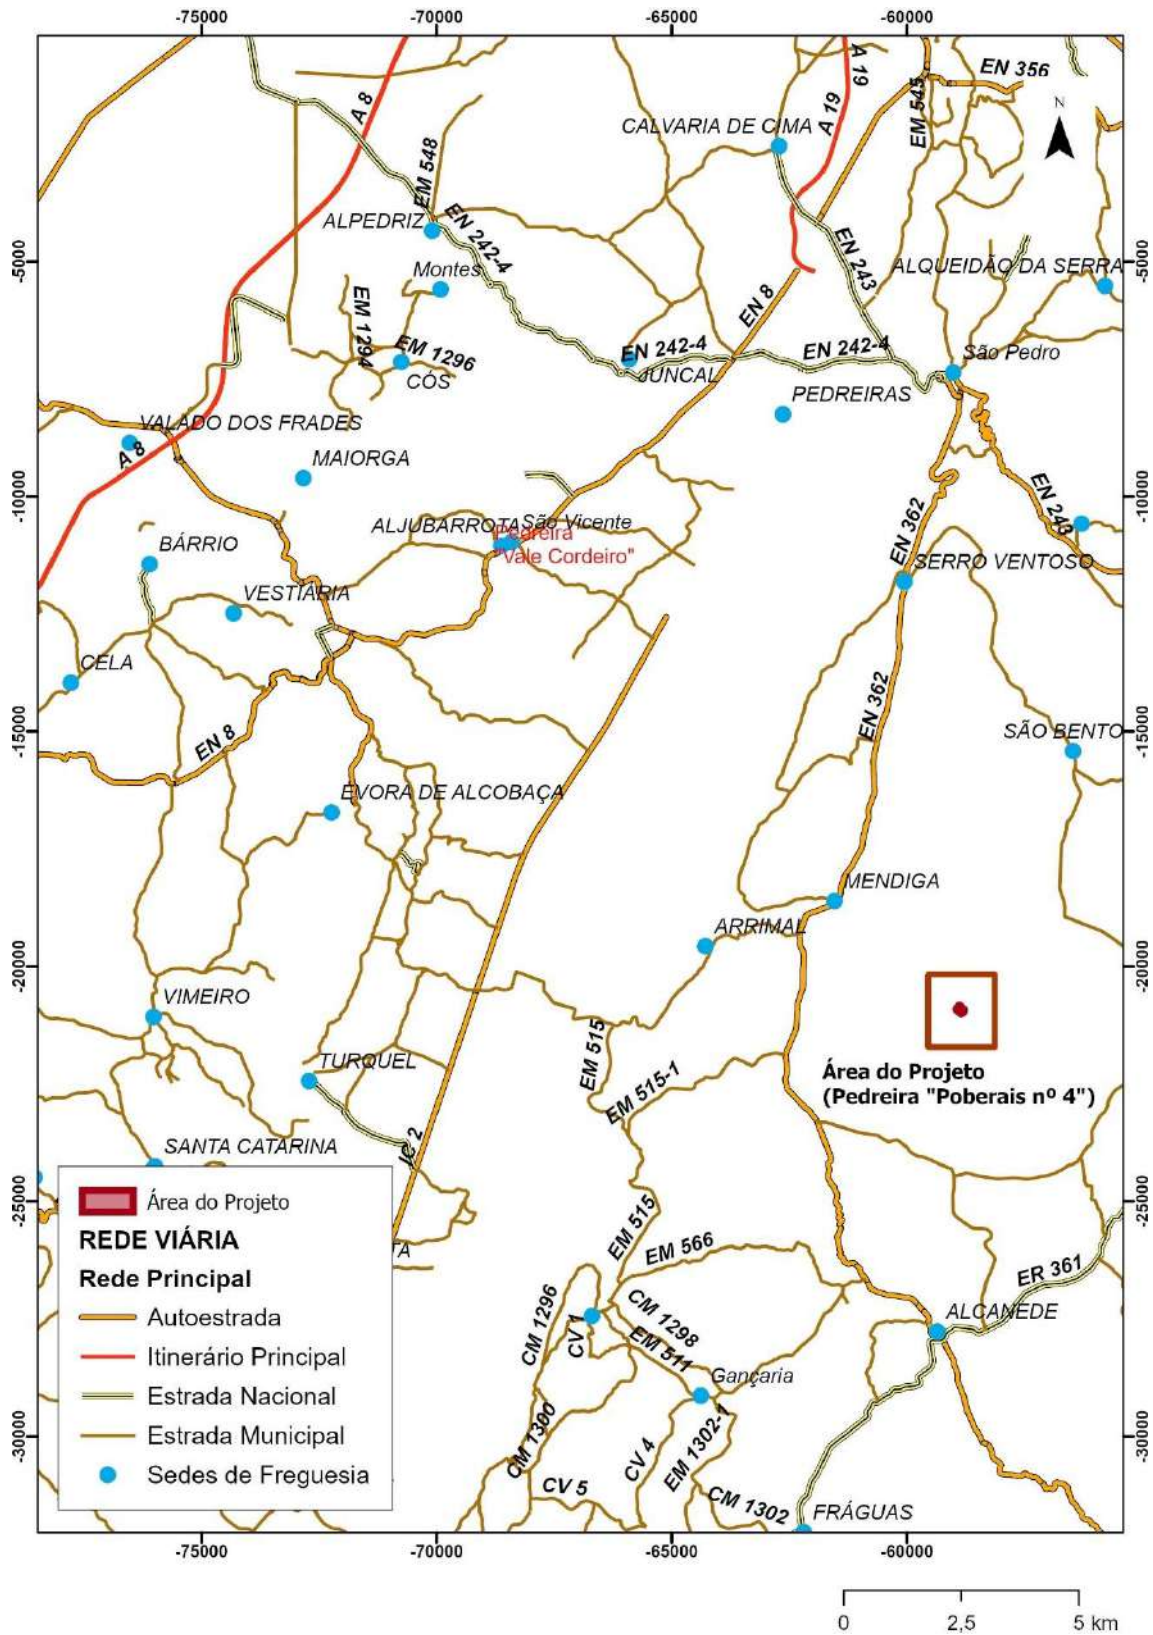 -75000
-70000
-65000
-60000
A 8
A 19
EN 356
EM 545
A 19
N
CALVARIA DE CIMA
EM 548
ALPEDRIZ
EN 242-4
EN 243
ALQUEIDÃO DA SERRA
-5000
-5000
Montes
EM 1294
EN 8
EM 1296
CÓS
EN 242-4
JUNCAL
EN 242-4
São Pedro
PEDREIRAS
VALADO DOS FRADES
A 8
MAIORGA
-10000
-10000
EN 243
ALJUBARROTA
São Vicente
Pedreira
"Vale Cordeiro"
EN 362
BÁRRIO
SERRO VENTOSO
VESTIARIA
CELA
EN 362
-15000
-15000
SÃO BENTO
EN 8
ÉVORA DE ALCOBAÇA
MENDIGA
ARRIMAL
-20000
-20000
VIMEIRO
EM 515
TURQUEL
EM 515-1
Área do Projeto
(Pedreira "Poberais nº 4")
IC 2
SANTA CATARINA
-25000
-25000
EM 515
EM 566
TA
ER 361
CM 1296
CV 1
CM 1298
EM 511
ALCANEDE
Gançaria
CM 1300
CV 4
EM 1302-1
-30000
-30000
CV 5
CM 1302
FRÁGUAS
Área do Projeto
REDE VIÁRIA
Rede Principal
Autoestrada
Itinerário Principal
Estrada Nacional
Estrada Municipal
Sedes de Freguesia
-75000
-70000
-65000
-60000
0
2,5
5 km